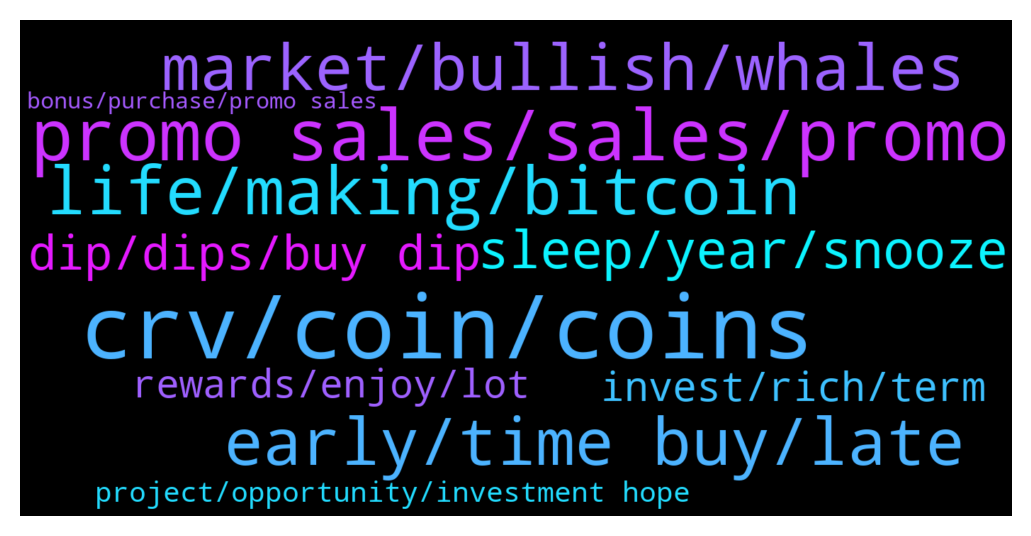 market/bullish/whales
bonus/purchase/promo sales
promo sales/sales/promo
life/making/bitcoin
dip/dips/buy dip
sleep/year/snooze
crv/coin/coins
rewards/enjoy/lot
invest/rich/term
early/time buy/late
project/opportunity/investment hope